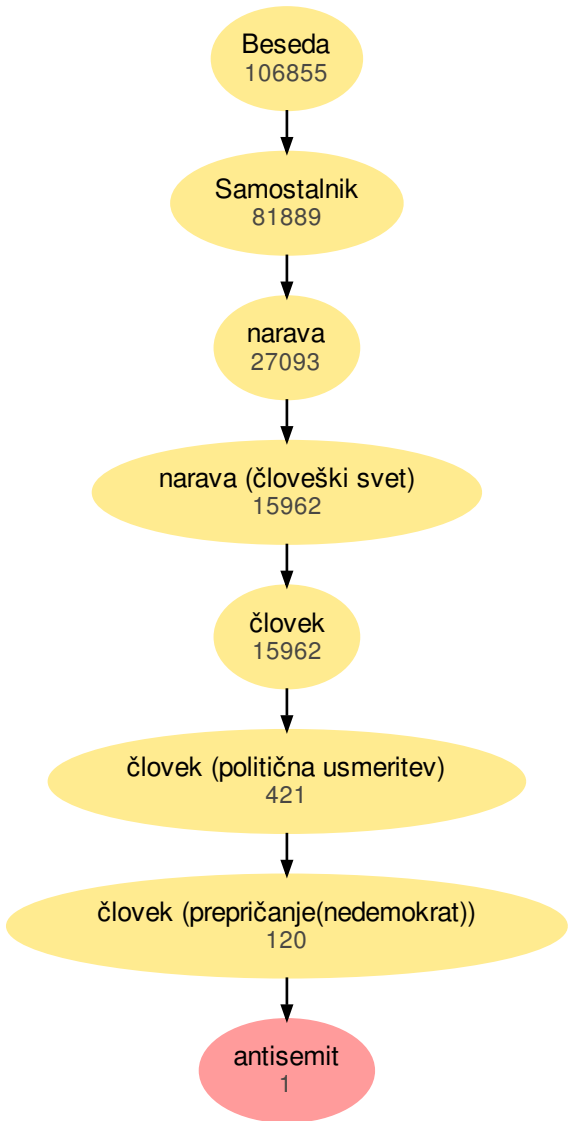 Beseda
106855
Samostalnik
81889
narava
27093
narava (človeški svet)
15962
človek
15962
človek (politična usmeritev)
421
človek (prepričanje(nedemokrat))
120
antisemit
1